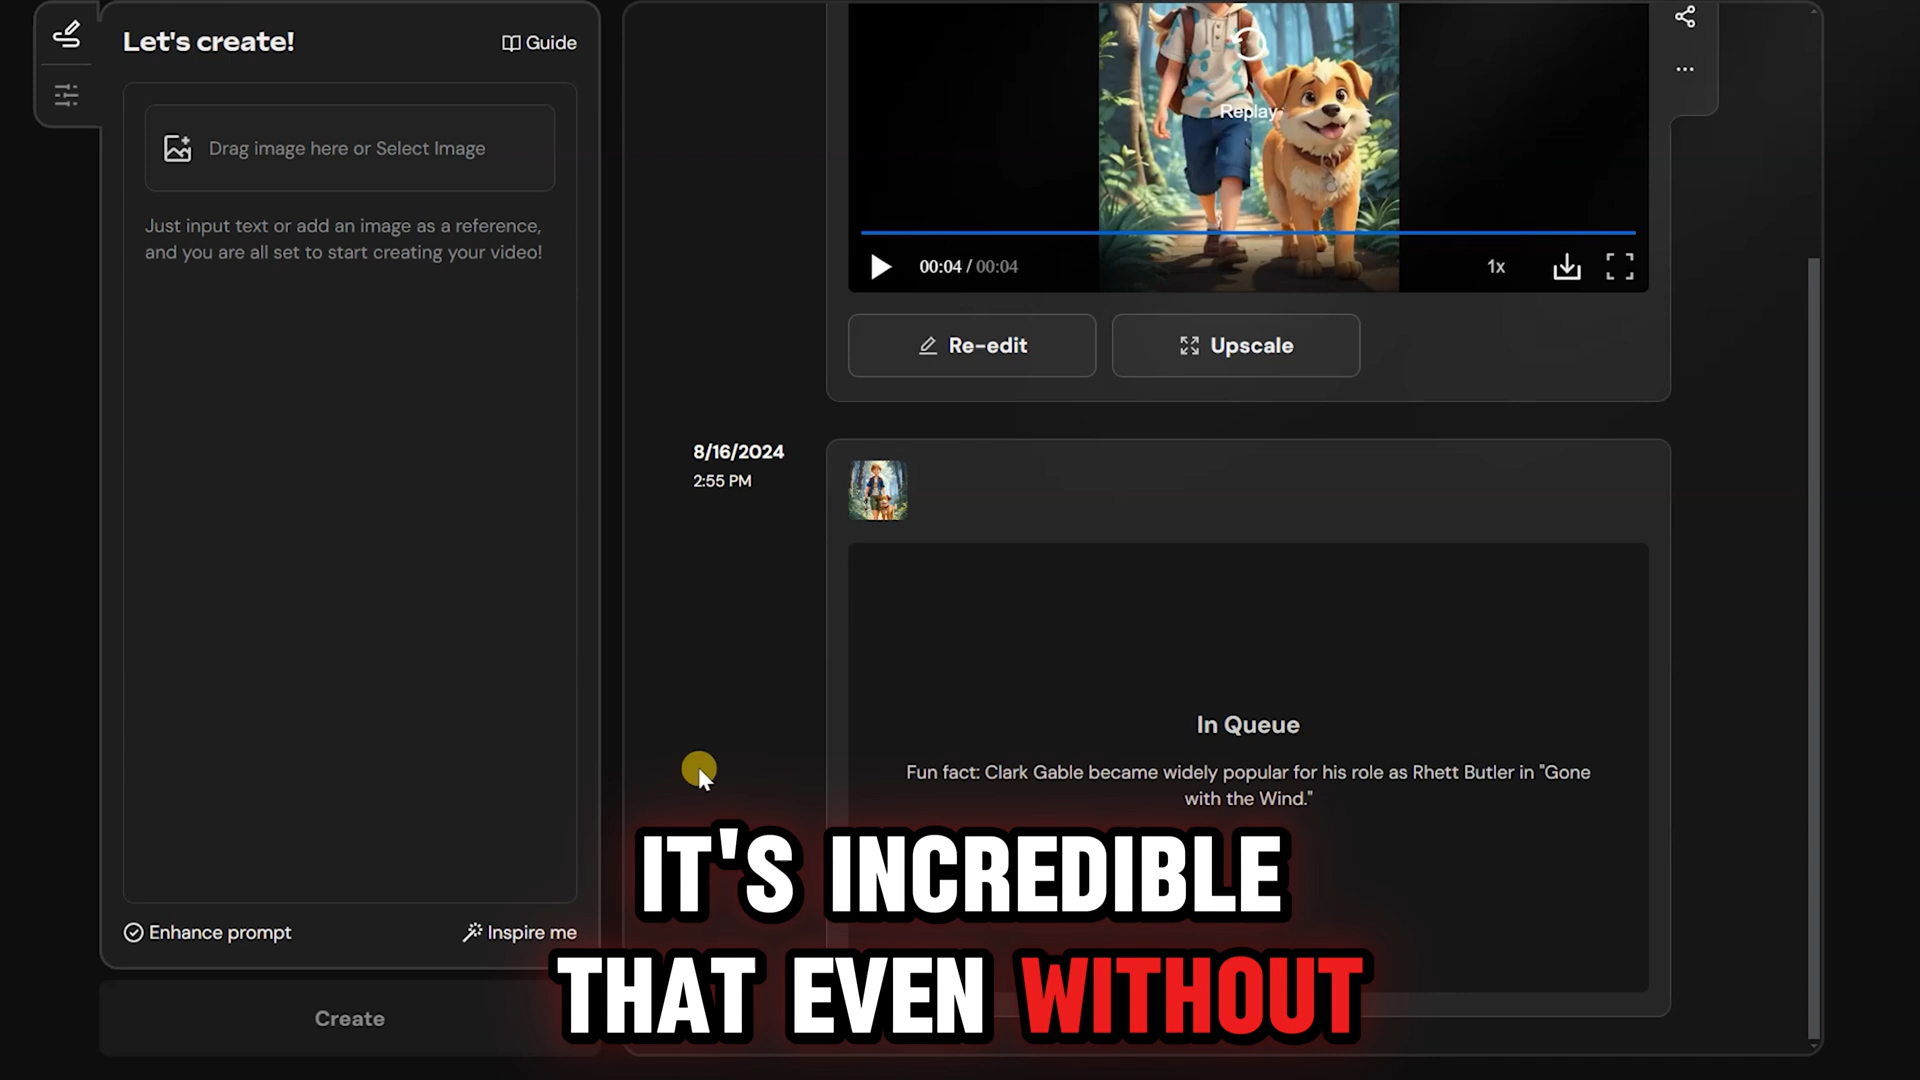 Let's create!
Guide
Drag image here or Select Image
Just input text or add an image as a reference,
and you are all set to start creating your video!
Enhance prompt
Inspire me
Create
Replay
00:04 / 00:04
1x
Re-edit
Upscale
8/16/2024
2:55 PM
In Queue
Fun fact: Clark Gable became widely popular for his role as Rhett Butler in "Gone
with the Wind."
IT'S INCREDIBLE
THAT EVEN WITHOUT